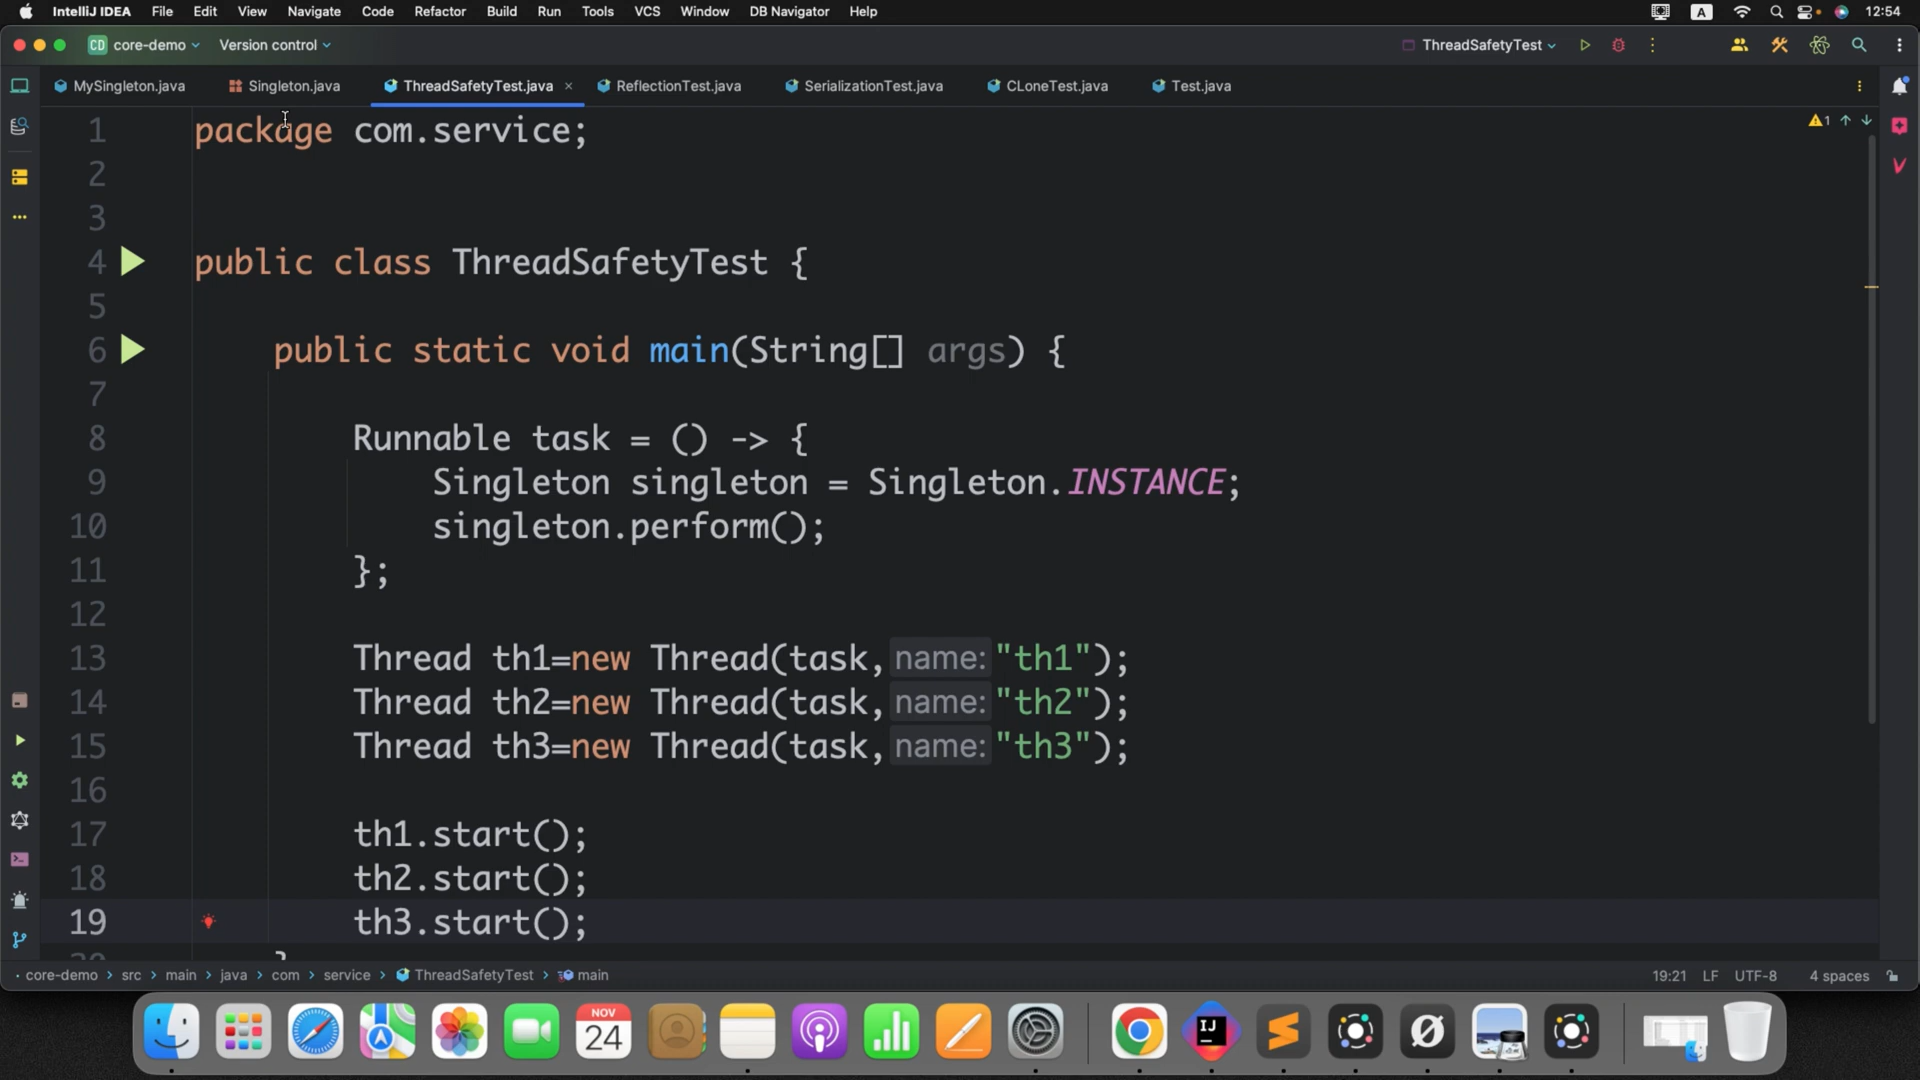 IntelliJ IDEA File Edit View Navigate Code Refactor Build Run Tools VCS Window DB Navigator Help A 12:54
CD core-demo Version control ThreadSafetyTest
MySingleton.java Singleton.java ThreadSafetyTest.java ReflectionTest.java SerializationTest.java CLoneTest.java Test.java
1 package com.service; 1
2
3
4 public class ThreadSafetyTest {
5
6 public static void main(String[] args) {
7
8 Runnable task = () -> {
9 Singleton singleton = Singleton.INSTANCE;
10 singleton.perform();
11 };
12
13 Thread th1=new Thread(task, name: "th1");
14 Thread th2=new Thread(task, name: "th2");
15 Thread th3=new Thread(task, name: "th3");
16
17 th1.start();
18 th2.start();
19 th3.start();
20 }
core-demo > src > main > java > com > service > ThreadSafetyTest > main 19:21 LF UTF-8 4 spaces
NOV
24
IJ